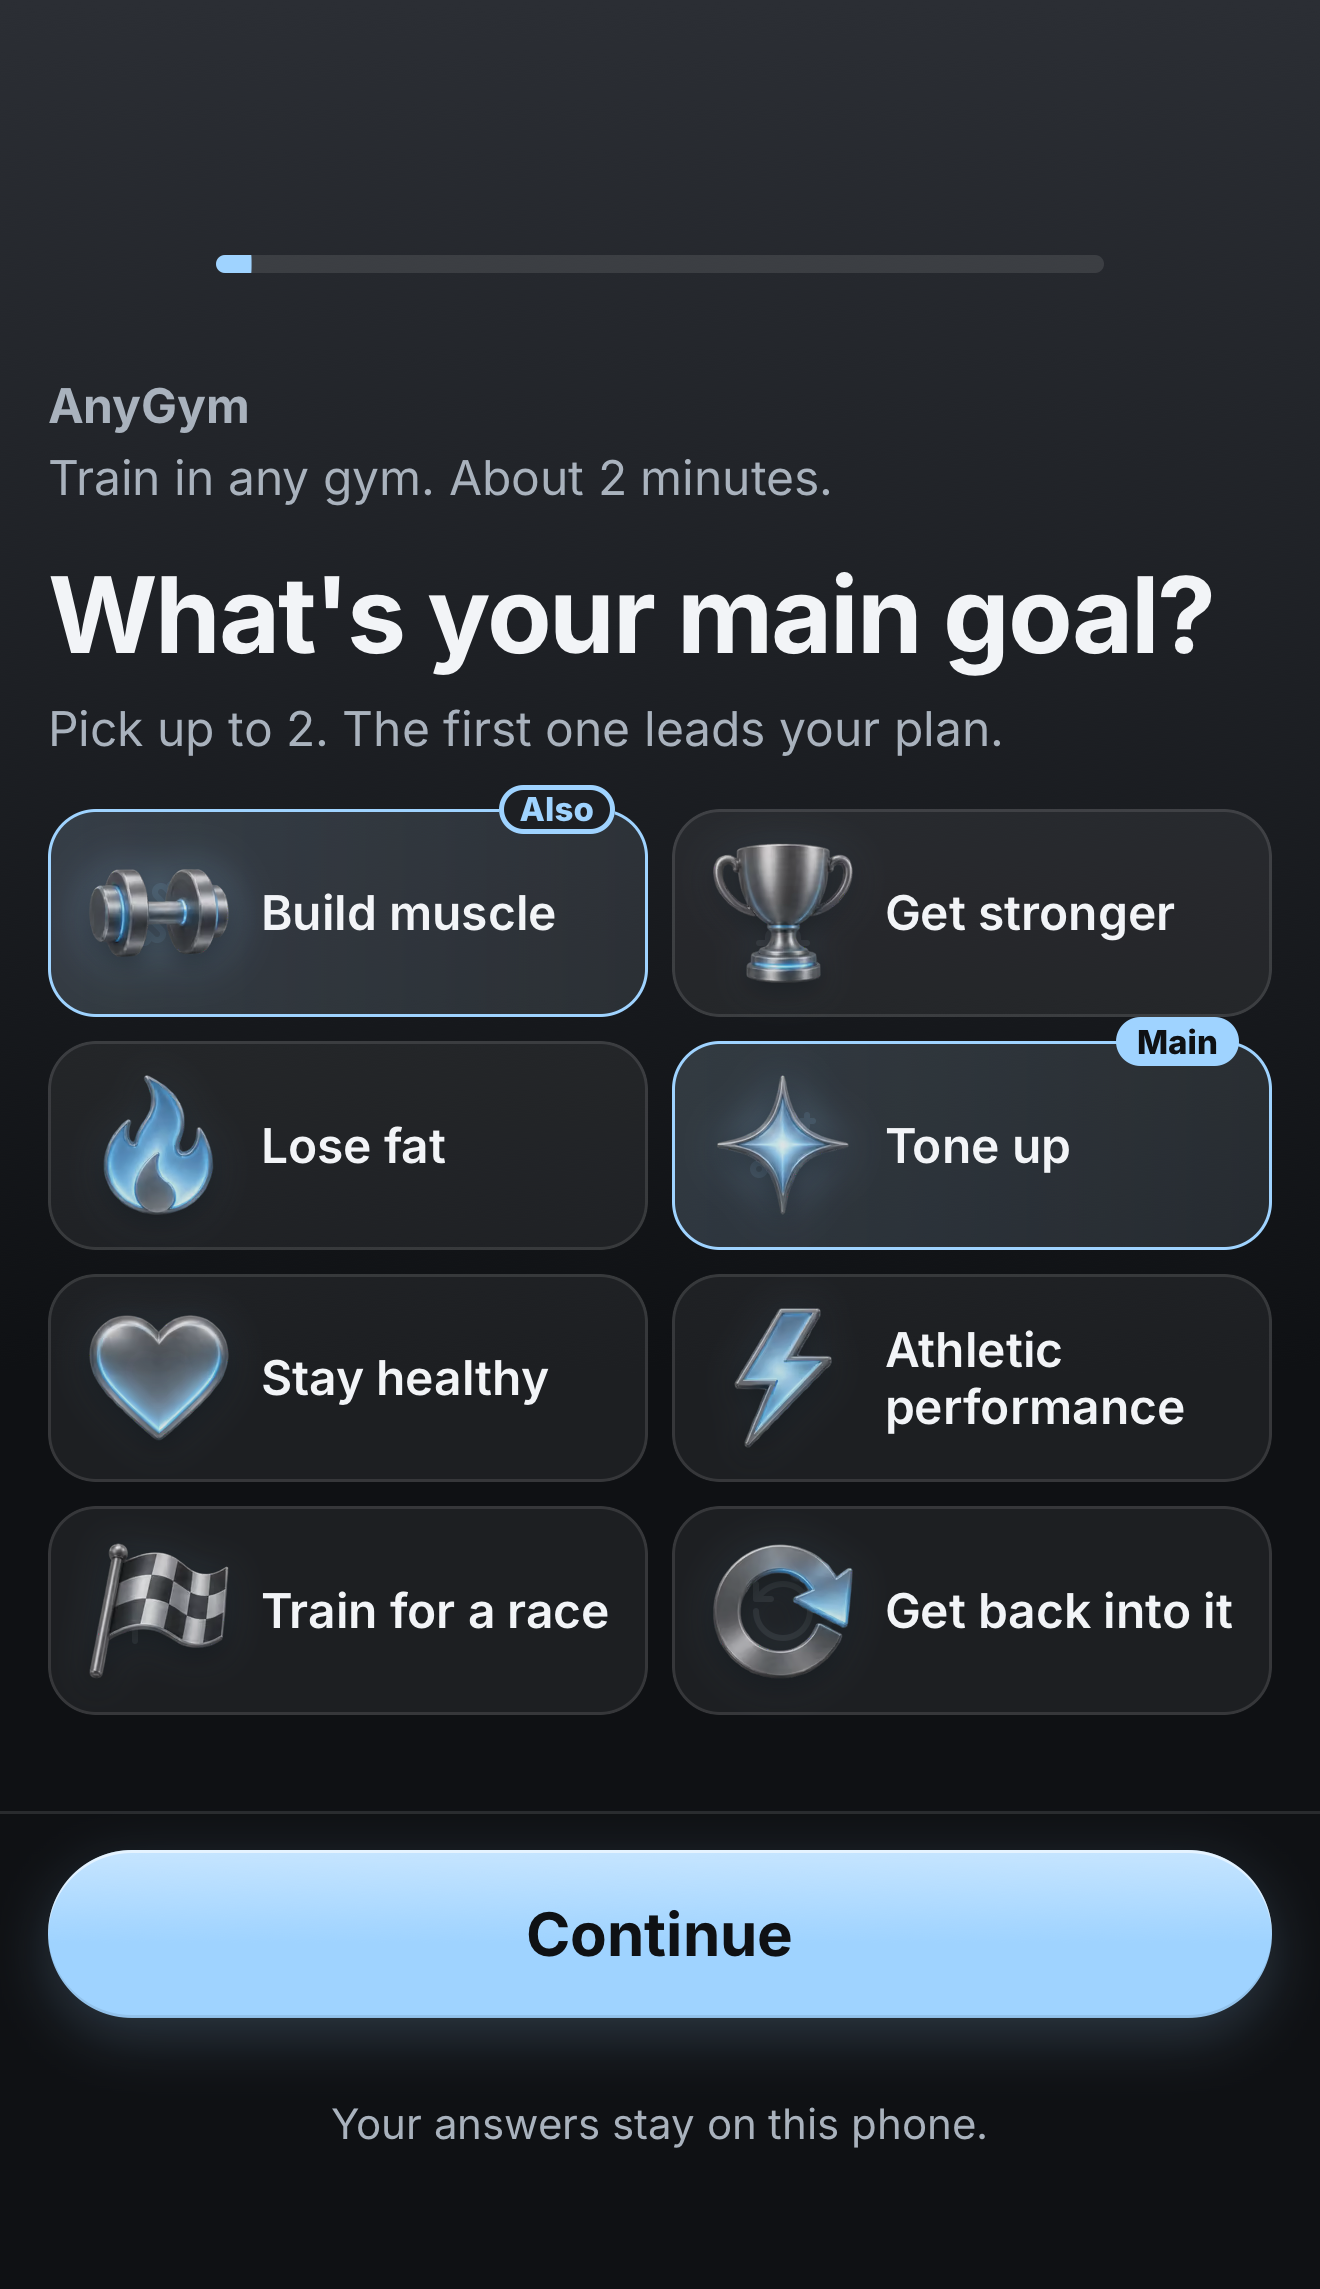 AnyGym
Train in any gym. About 2 minutes.
What's your main goal?
Pick up to 2. The first one leads your plan.
Also
Build muscle
Get stronger
Main
Lose fat
Tone up
Stay healthy
Athletic
performance
Train for a race
Get back into it
Continue
Your answers stay on this phone.